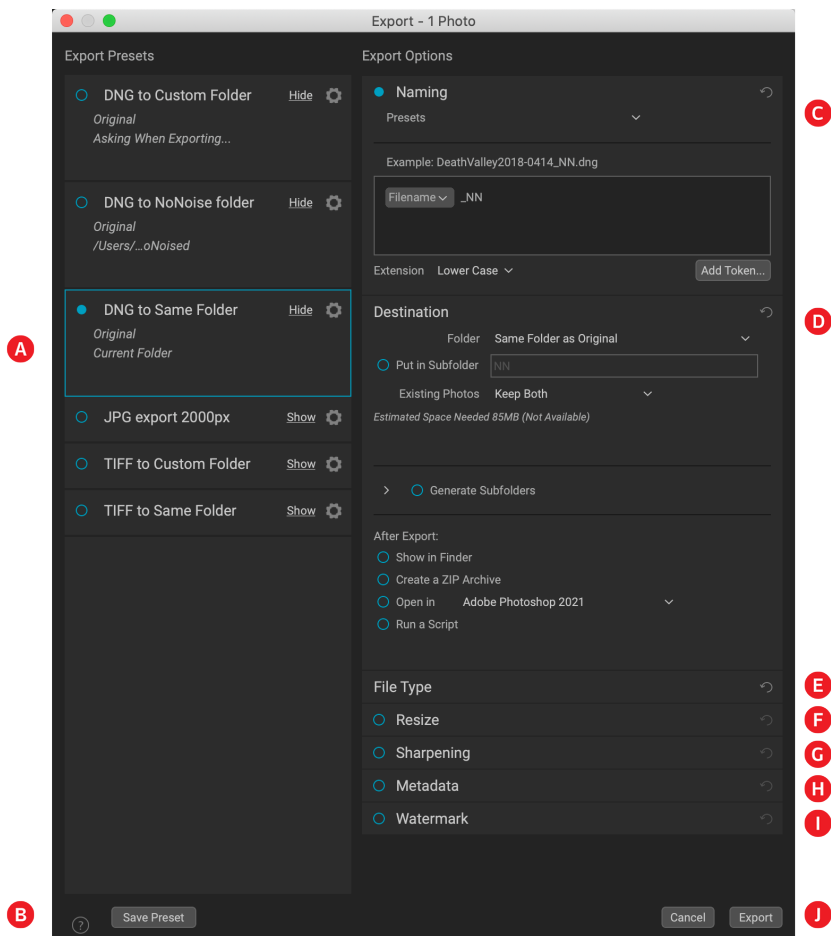 Export - 1 Photo
Export Presets
DNG to Custom Folder Hide
Original
Asking When Exporting...
DNG to NoNoise folder Hide
Original
/Users/...oNoised
A
DNG to Same Folder Hide
Original
Current Folder
JPG export 2000px Show
TIFF to Custom Folder Show
TIFF to Same Folder Show
B
? Save Preset
Export Options
Naming
C
Presets
Example: DeathValley2018-0414_NN.dng
Filename _NN
Extension Lower Case Add Token...
Destination
D
Folder Same Folder as Original
Put in Subfolder NN
Existing Photos Keep Both
Estimated Space Needed 85MB (Not Available)
Generate Subfolders
After Export:
Show in Finder
Create a ZIP Archive
Open in Adobe Photoshop 2021
Run a Script
File Type E
Resize F
Sharpening G
Metadata H
Watermark I
Cancel Export J